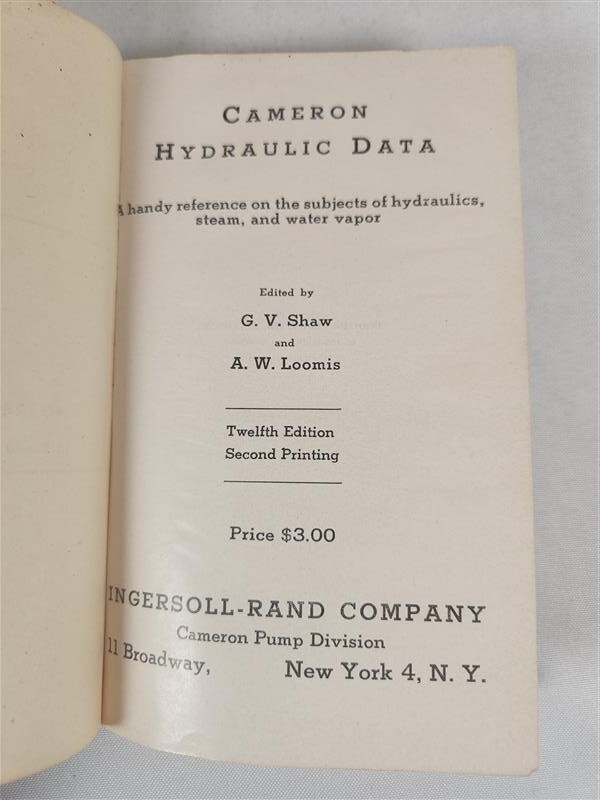 CAMERON
HYDRAULIC DATA
A handy reference on the subjects of hydraulics,
steam, and water vapor
Edited by
G. V. Shaw
and
A. W. Loomis
Twelfth Edition
Second Printing
Price $3.00
INGERSOLL-RAND COMPANY
Cameron Pump Division
11 Broadway, New York 4, N. Y.